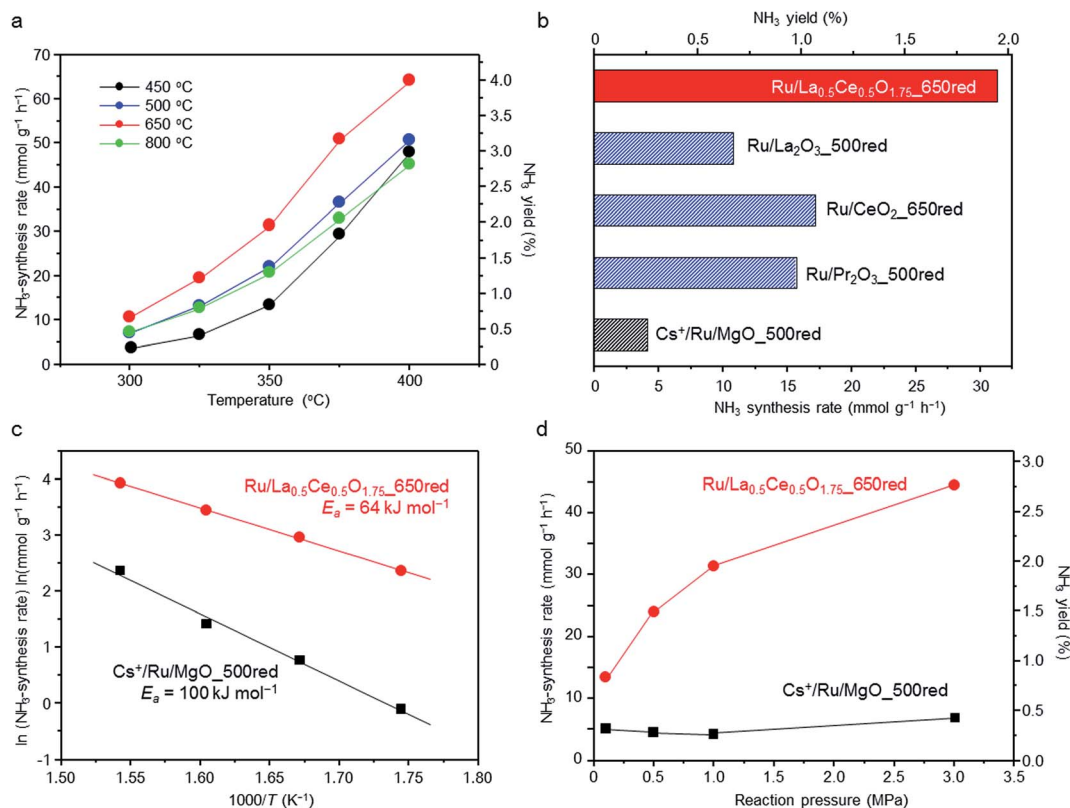 a
NH₃-synthesis rate (mmol g⁻¹ h⁻¹)
70
60
50
40
30
20
10
0
450 °C
500 °C
650 °C
800 °C
4.0
3.5
3.0
2.5
2.0
1.5
1.0
0.5
0
NH₃ yield (%)
300
350
400
Temperature (°C)
b
NH₃ yield (%)
0 0.5 1.0 1.5 2.0
Ru/La₀.₅Ce₀.₅O₁.₇₅_650red
Ru/La₂O₃_500red
Ru/CeO₂_650red
Ru/Pr₂O₃_500red
Cs⁺/Ru/MgO_500red
0 5 10 15 20 25 30
NH₃ synthesis rate (mmol g⁻¹ h⁻¹)
c
ln (NH₃-synthesis rate) ln(mmol g⁻¹ h⁻¹)
4
3
2
1
0
-1
Ru/La₀.₅Ce₀.₅O₁.₇₅_650red
Eₐ = 64 kJ mol⁻¹
Cs⁺/Ru/MgO_500red
Eₐ = 100 kJ mol⁻¹
1.50 1.55 1.60 1.65 1.70 1.75 1.80
1000/T (K⁻¹)
d
NH₃-synthesis rate (mmol g⁻¹ h⁻¹)
50
45
35
30
25
20
15
10
5
0
Ru/La₀.₅Ce₀.₅O₁.₇₅_650red
Cs⁺/Ru/MgO_500red
3.0
2.5
2.0
1.5
1.0
0.5
0.0
NH₃ yield (%)
0.0 0.5 1.0 1.5 2.0 2.5 3.0 3.5
Reaction pressure (MPa)